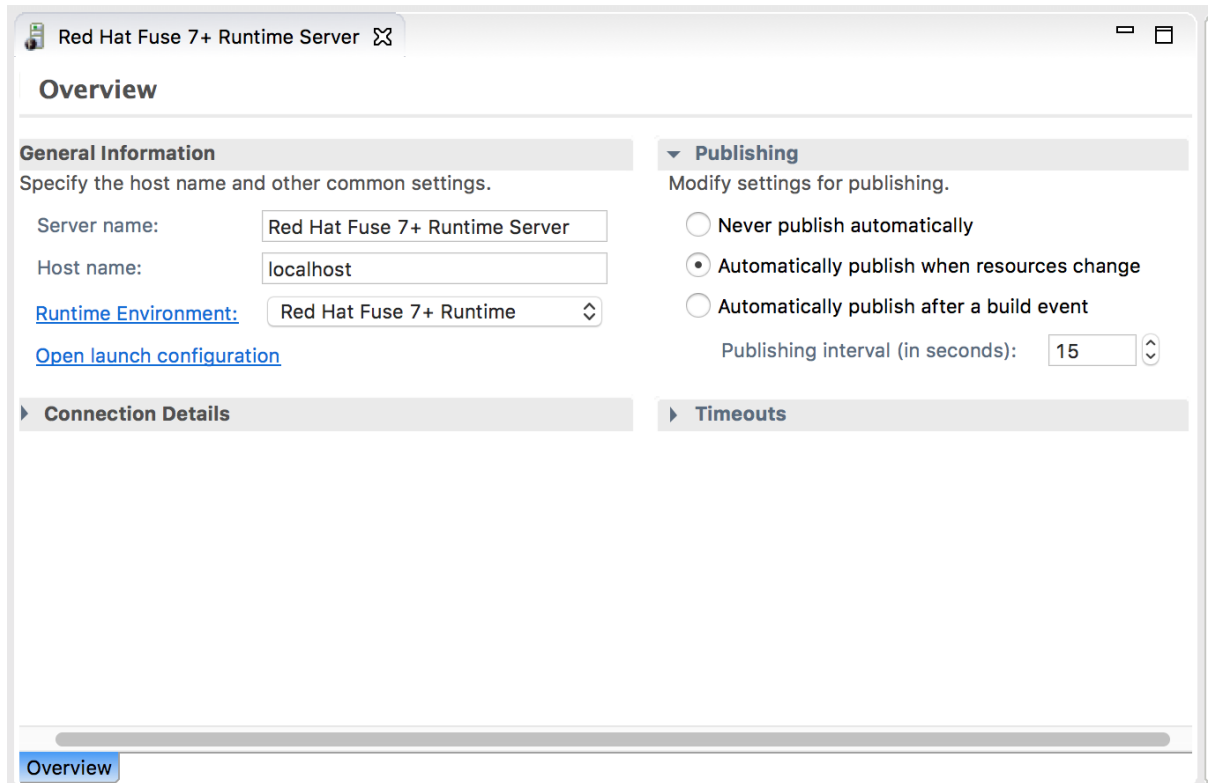 Red Hat Fuse 7+ Runtime Server
Overview
General Information
Specify the host name and other common settings.
Server name:
Red Hat Fuse 7+ Runtime Server
Host name:
localhost
Runtime Environment:
Red Hat Fuse 7+ Runtime
Open launch configuration
Connection Details
Publishing
Modify settings for publishing.
Never publish automatically
Automatically publish when resources change
Automatically publish after a build event
Publishing interval (in seconds):
15
Timeouts
Overview